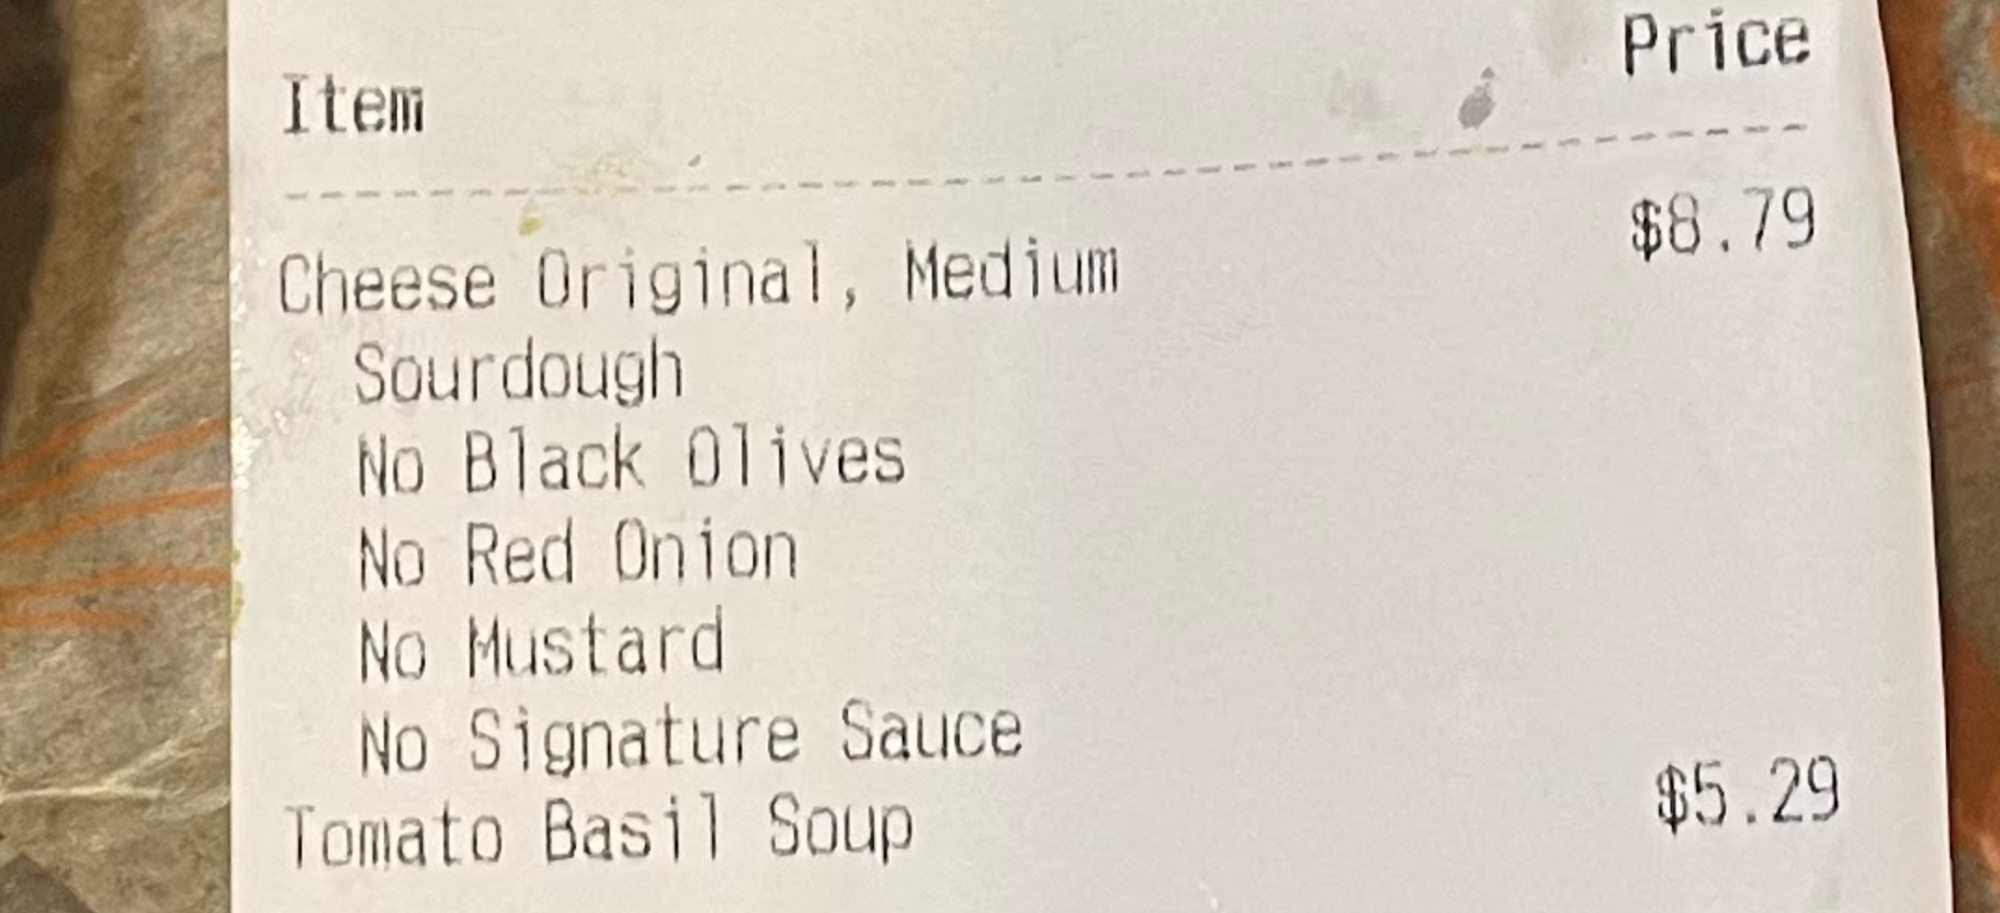 Item Price
Cheese Original, Medium $8.79
Sourdough
No Black Olives
No Red Onion
No Mustard
No Signature Sauce
Tomato Basil Soup $5.29